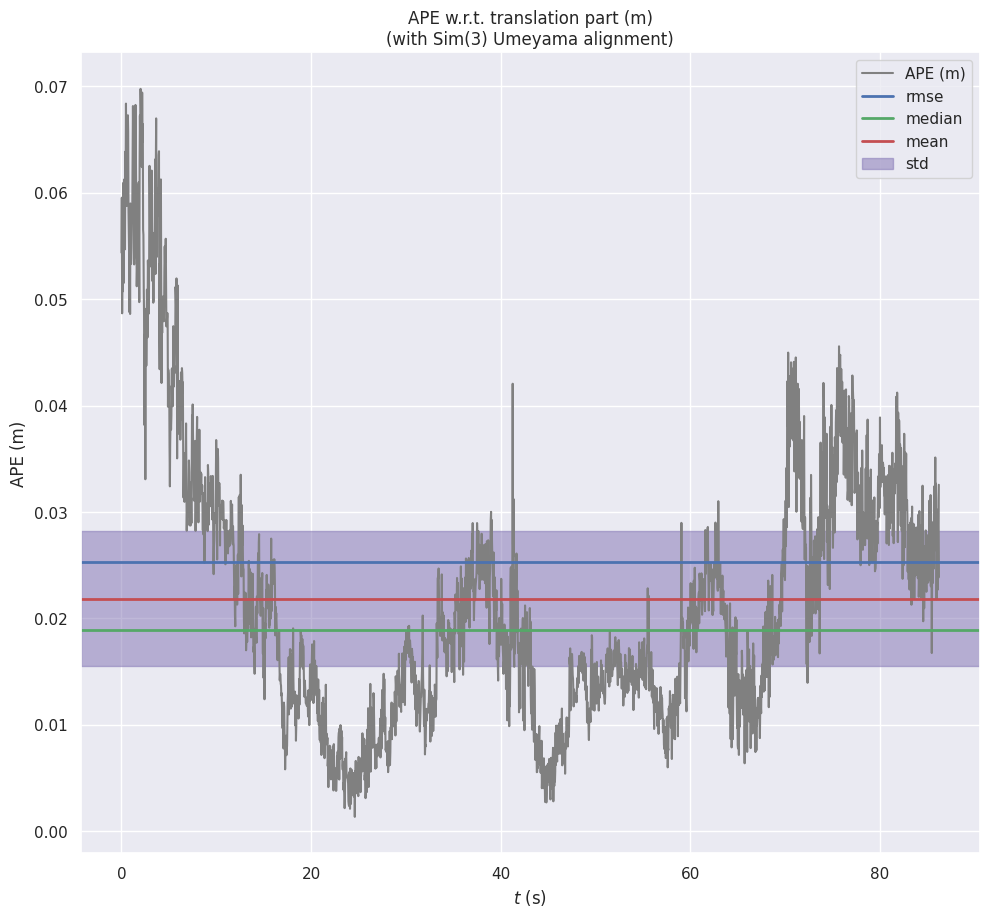 APE w.r.t. translation part (m)
(with Sim(3) Umeyama alignment)
APE (m)
rmse
median
mean
std
0.07
0.06
0.05
0.04
0.03
0.02
0.01
0.00
APE (m)
0
20
40
60
80
t (s)